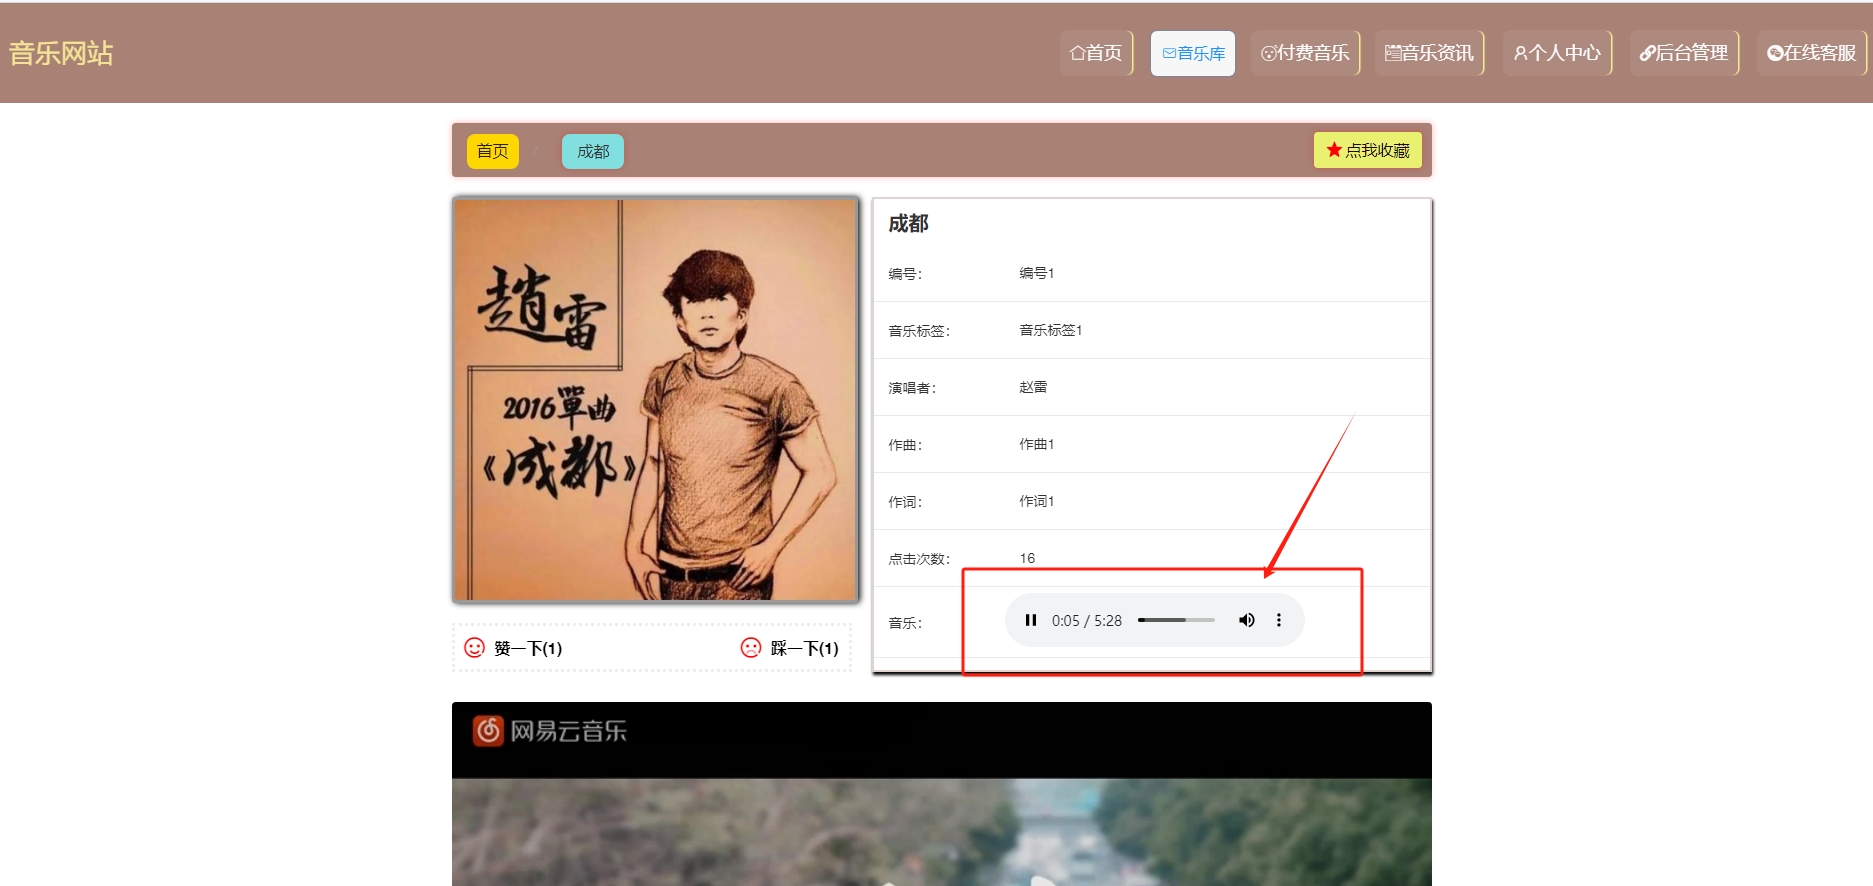 音乐网站
首页
音乐库
付费音乐
音乐资讯
个人中心
后台管理
在线客服
首页 / 成都
点我收藏
趙雷
2016單曲
《成都》
赞一下(1)
踩一下(1)
成都
编号： 编号1
音乐标签： 音乐标签1
演唱者： 赵雷
作曲： 作曲1
作词： 作词1
点击次数： 16
音乐： 0:05 / 5:28
网易云音乐